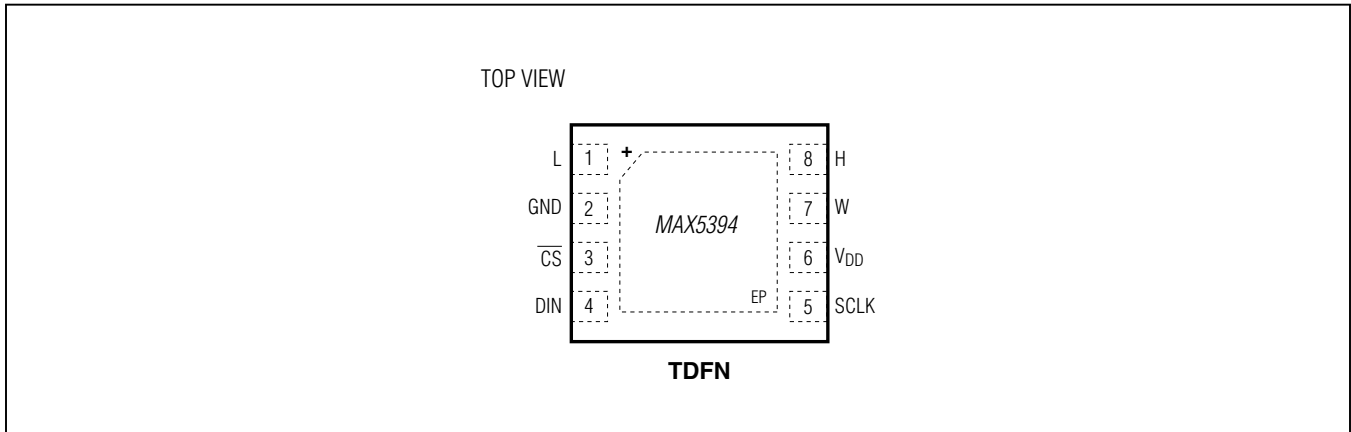 TOP VIEW
L 1 + 8 H
GND 2 7 W
MAX5394
CS 3 6 VDD
DIN 4 EP 5 SCLK
TDFN